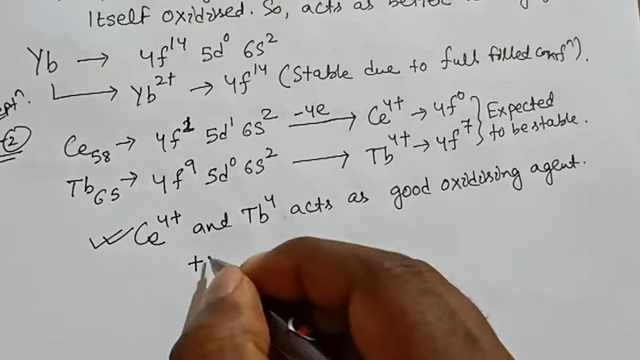 Itself oxidised. So, acts as better
Yb → 4f¹⁴ 5d⁰ 6s²
Yb²⁺ → 4f¹⁴ (Stable due to full filled confⁿ).
② Ce₅₈ → 4f¹ 5d¹ 6s² -4e → Ce⁴⁺ → 4f⁰ } Expected
Tb₆₅ → 4f⁹ 5d⁰ 6s² → Tb⁴⁺ → 4f⁷ } to be stable.
Ce⁴⁺ and Tb⁴ acts as good oxidising agent.